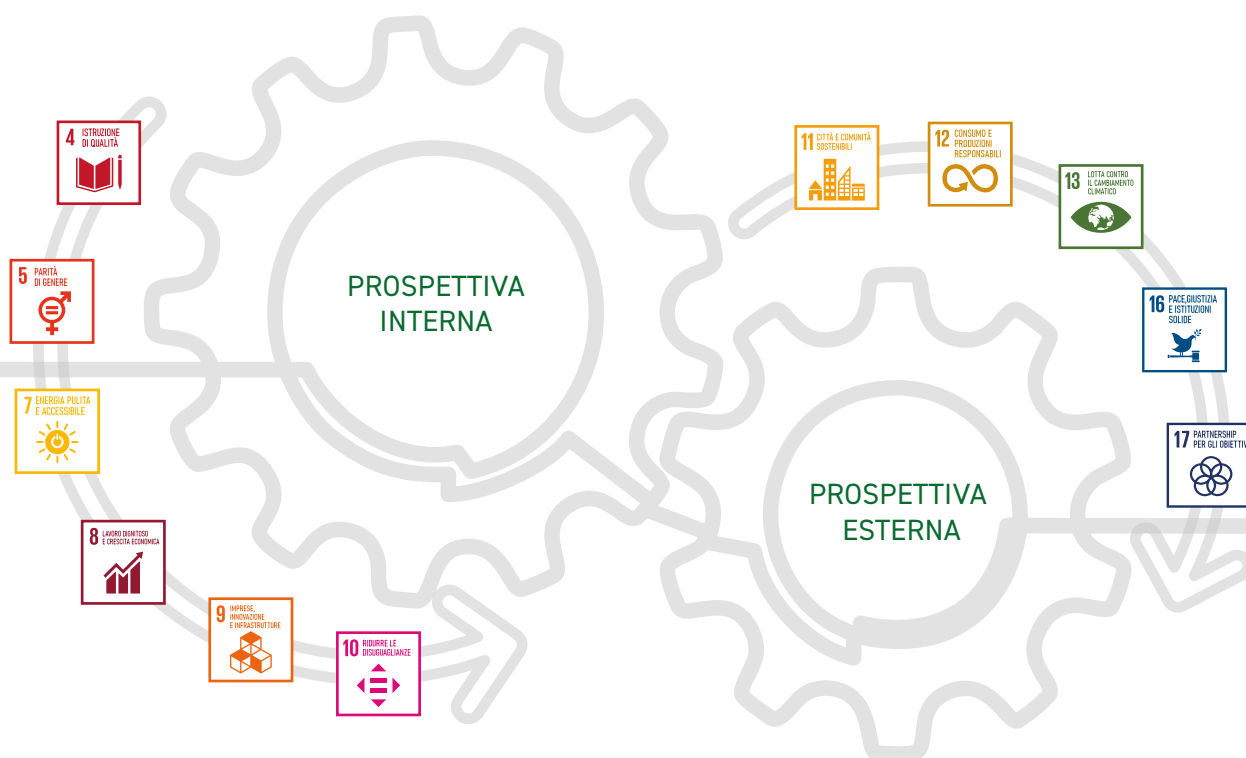 4 ISTRUZIONE
DI QUALITÀ
5 PARITÀ
DI GENERE
7 ENERGIA PULITA
E ACCESSIBILE
8 LAVORO DIGNITOSO
E CRESCITA ECONOMICA
9 IMPRESE,
INNOVAZIONE
E INFRASTRUTTURE
10 RIDURRE LE
DISUGUAGLIANZE
PROSPETTIVA
INTERNA
11 CITTÀ E COMUNITÀ
SOSTENIBILI
12 CONSUMO E
PRODUZIONI
RESPONSABILI
13 LOTTA CONTRO
IL CAMBIAMENTO
CLIMATICO
16 PACE,GIUSTIZIA
E ISTITUZIONI
SOLIDE
17 PARTNERSHIP
PER GLI OBIETTIV
PROSPETTIVA
ESTERNA